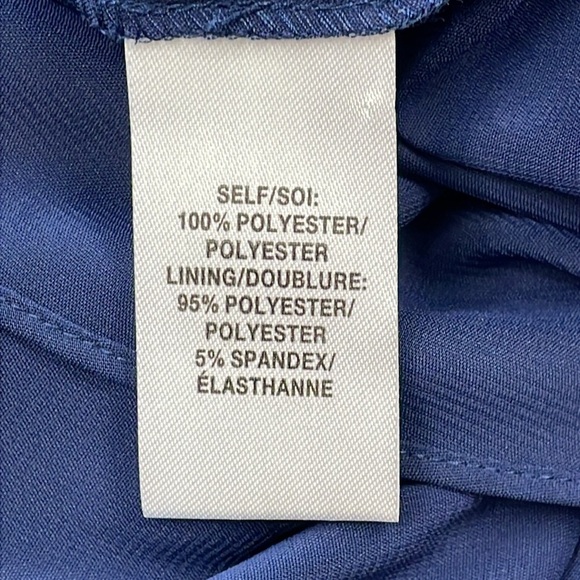 SELF/SOI:
100% POLYESTER/
POLYESTER
LINING/DOUBLURE:
95% POLYESTER/
POLYESTER
5% SPANDEX/
ÉLASTHANNE